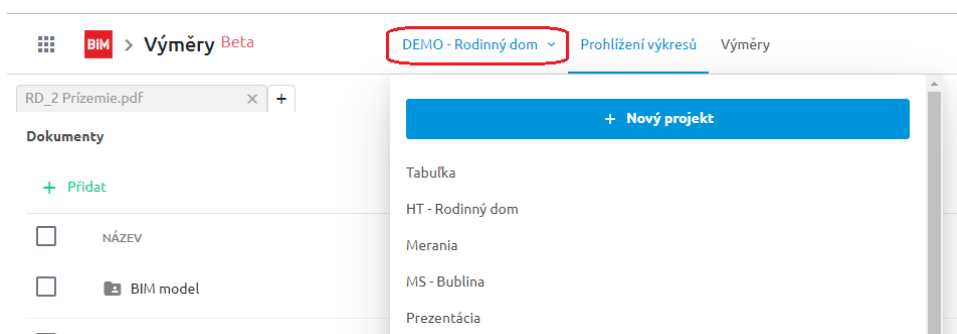 BIM > Výměry Beta
DEMO - Rodinný dom
Prohlížení výkresů
Výměry
RD_2 Prízemie.pdf × +
Dokumenty
+ Přidat
NÁZEV
BIM model
+ Nový projekt
Tabuľka
HT - Rodinný dom
Merania
MS - Bublina
Prezentácia